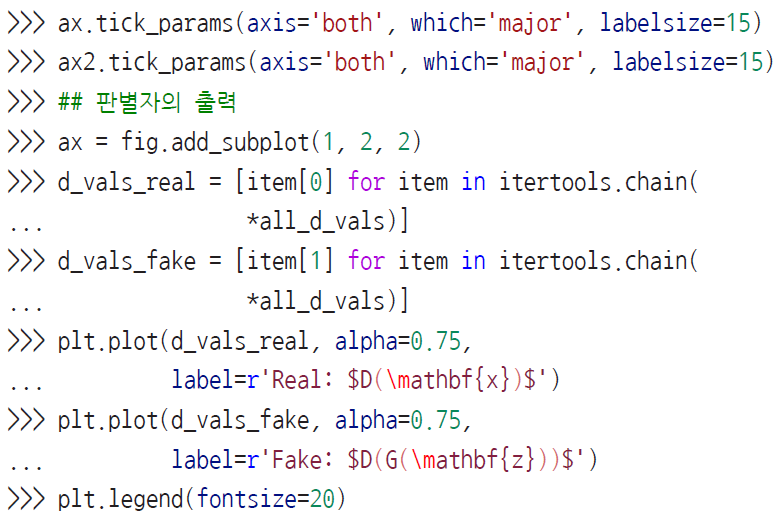 >>> ax.tick_params(axis='both', which='major', labelsize=15)
>>> ax2.tick_params(axis='both', which='major', labelsize=15)
>>> ## 판별자의 출력
>>> ax = fig.add_subplot(1, 2, 2)
>>> d_vals_real = [item[0] for item in itertools.chain(
...                *all_d_vals)]
>>> d_vals_fake = [item[1] for item in itertools.chain(
...                *all_d_vals)]
>>> plt.plot(d_vals_real, alpha=0.75,
...          label=r'Real: $D(\mathbf{x})$')
>>> plt.plot(d_vals_fake, alpha=0.75,
...          label=r'Fake: $D(G(\mathbf{z}))$')
>>> plt.legend(fontsize=20)